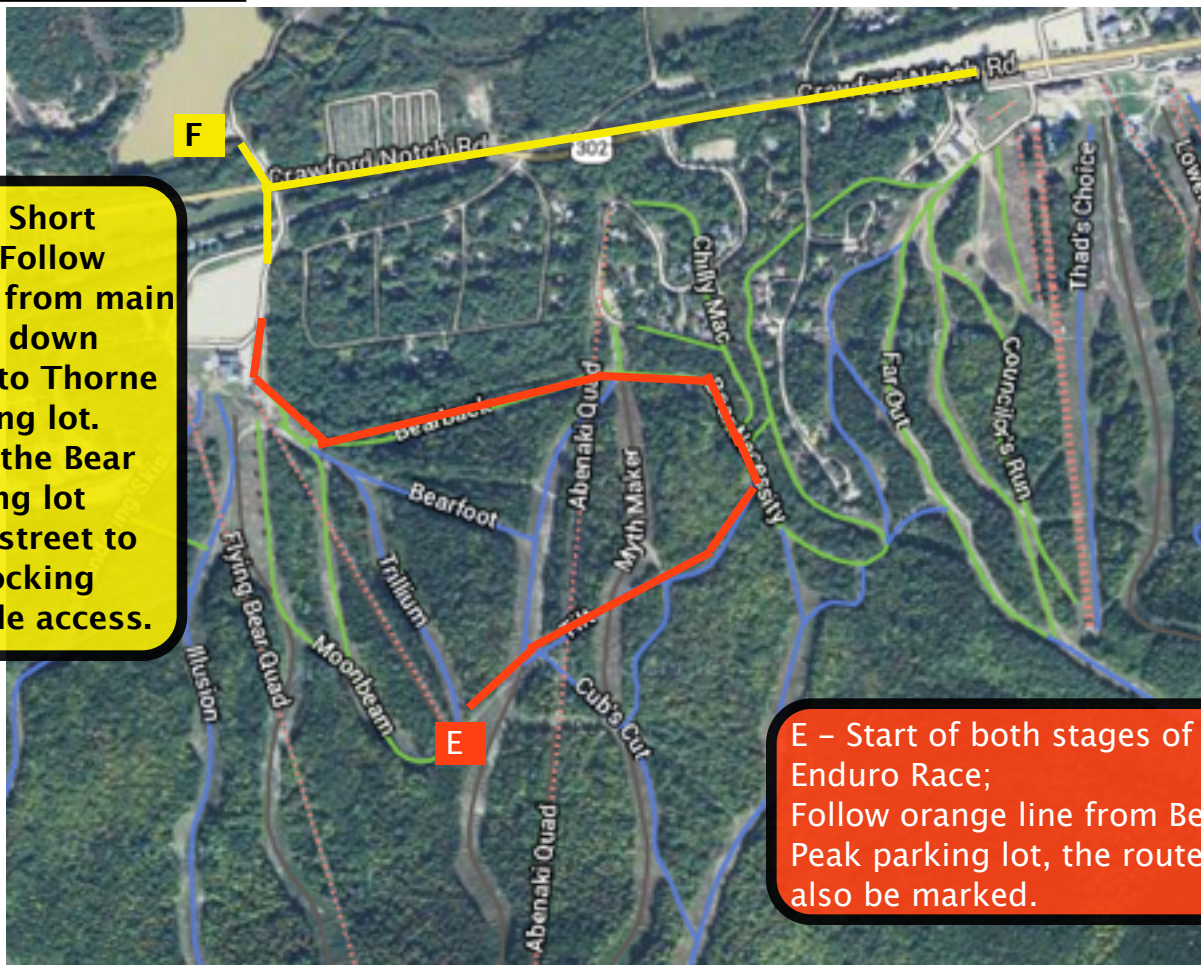 Crawford Notch Rd
F
302
Crawford Notch Rd
Short
Follow
from main
down
to Thorne
ng lot.
the Bear
ng lot
street to
ocking
le access.
Thad's Choice
Chilly Mac
Far Out
Councilor's Run
Bearback
Abenaki Quad
Necessity
Myth Maker
Bearfoot
Trillium
Flying Bear Quad
Tilt
Illusion
Moonbeam
Cub's Cut
E
Abenaki Quad
E – Start of both stages of
Enduro Race;
Follow orange line from Be
Peak parking lot, the route
also be marked.